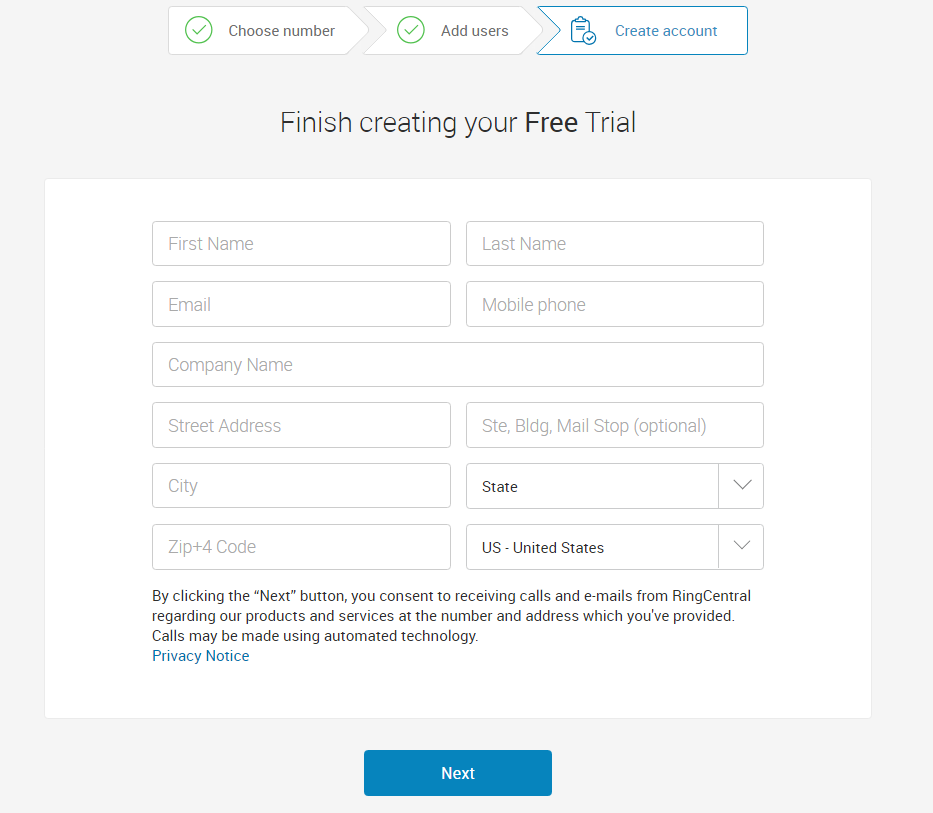 Choose number
Add users
Create account
Finish creating your Free Trial
First Name
Last Name
Email
Mobile phone
Company Name
Street Address
Ste, Bldg, Mail Stop (optional)
City
State
Zip+4 Code
US - United States
By clicking the “Next” button, you consent to receiving calls and e-mails from RingCentral
regarding our products and services at the number and address which you've provided.
Calls may be made using automated technology.
Privacy Notice
Next